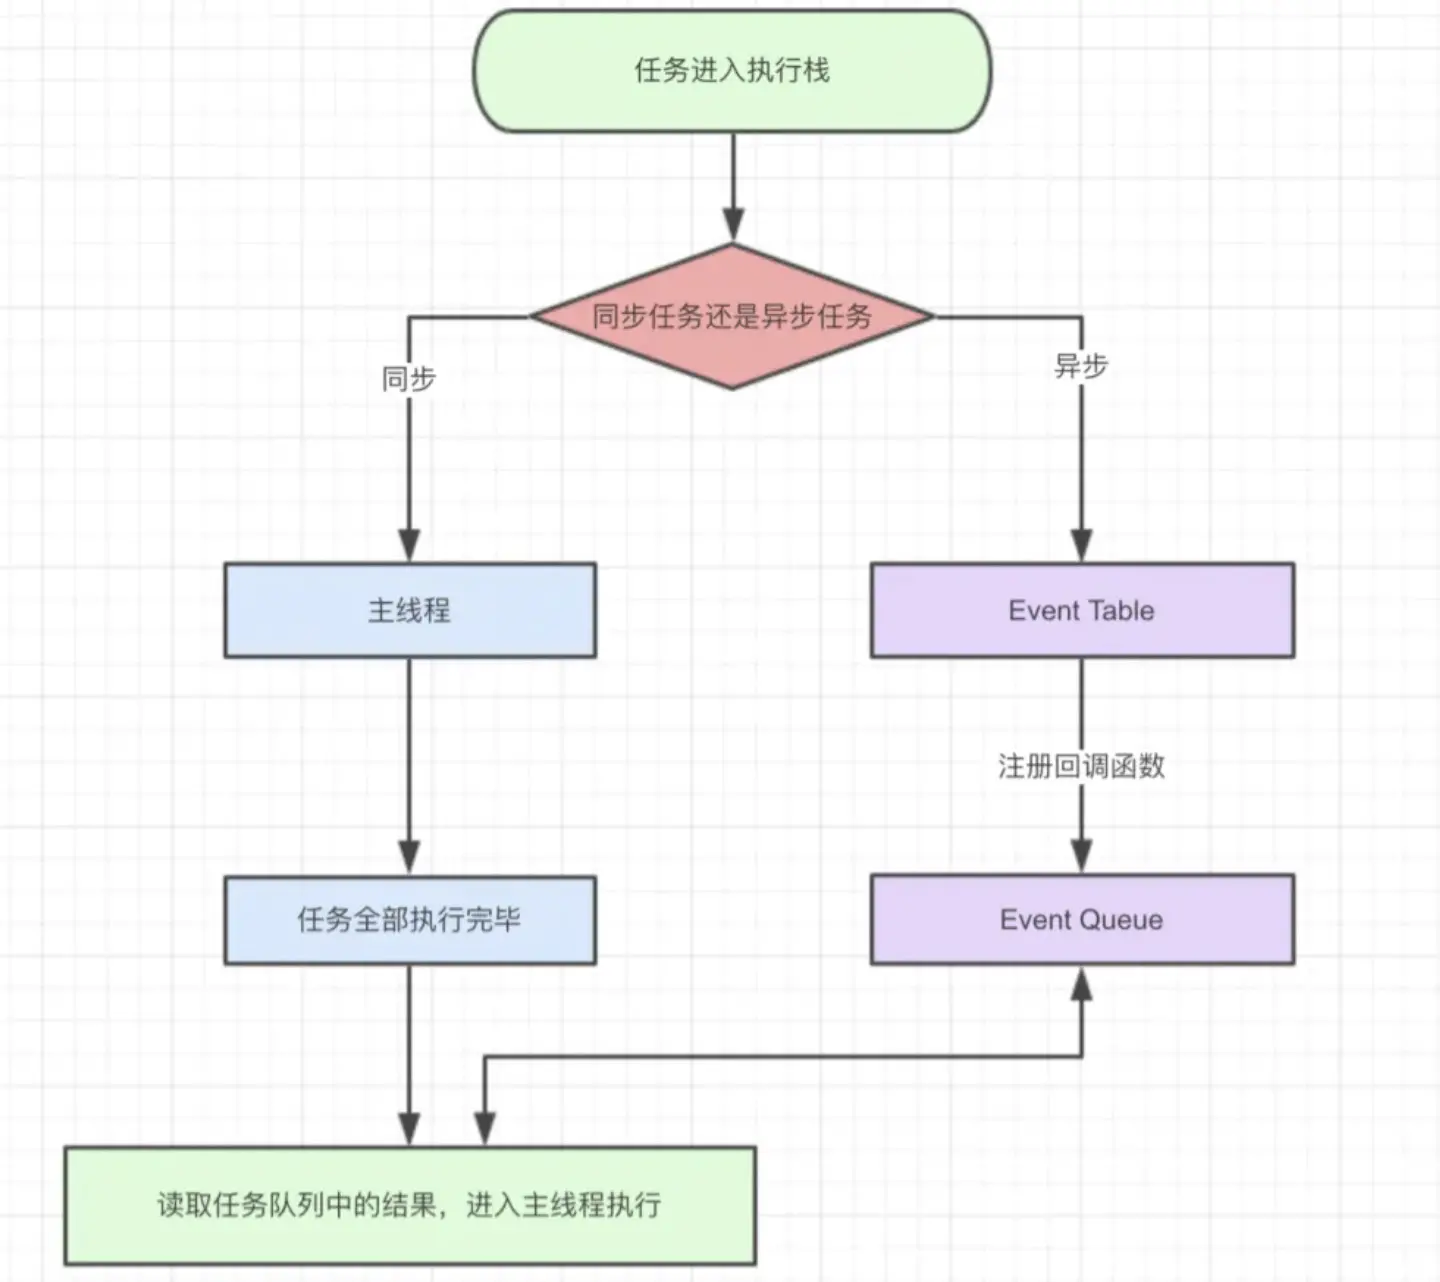 任务进入执行栈
同步任务还是异步任务
同步
异步
主线程
Event Table
注册回调函数
任务全部执行完毕
Event Queue
读取任务队列中的结果，进入主线程执行